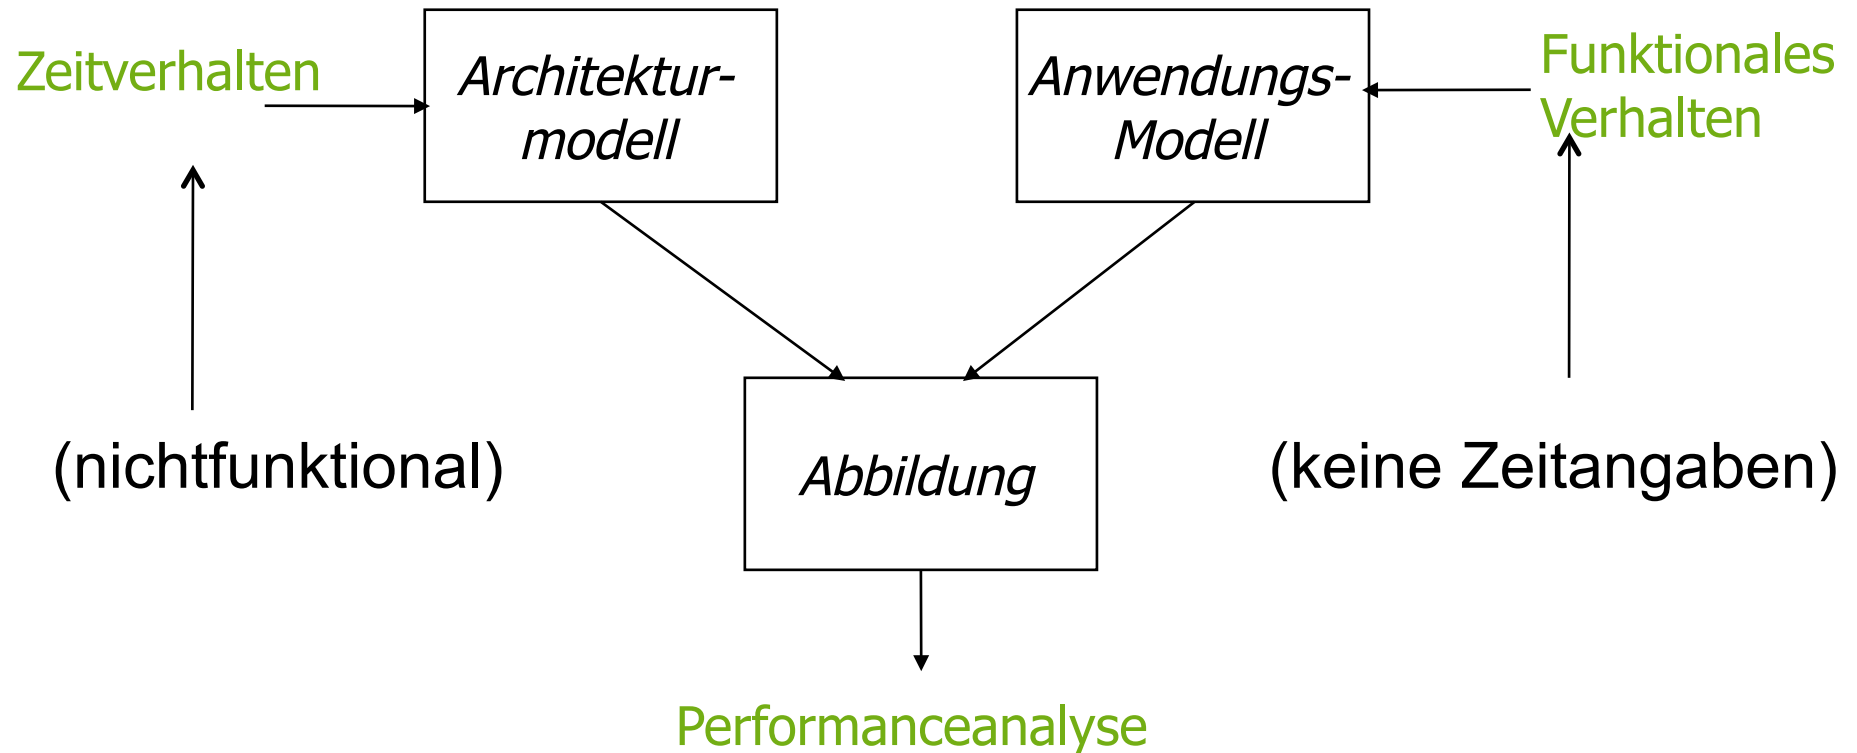 Zeitverhalten
Architektur-
modell
Anwendungs-
Modell
Funktionales
Verhalten
(nichtfunktional)
Abbildung
(keine Zeitangaben)
Performanceanalyse